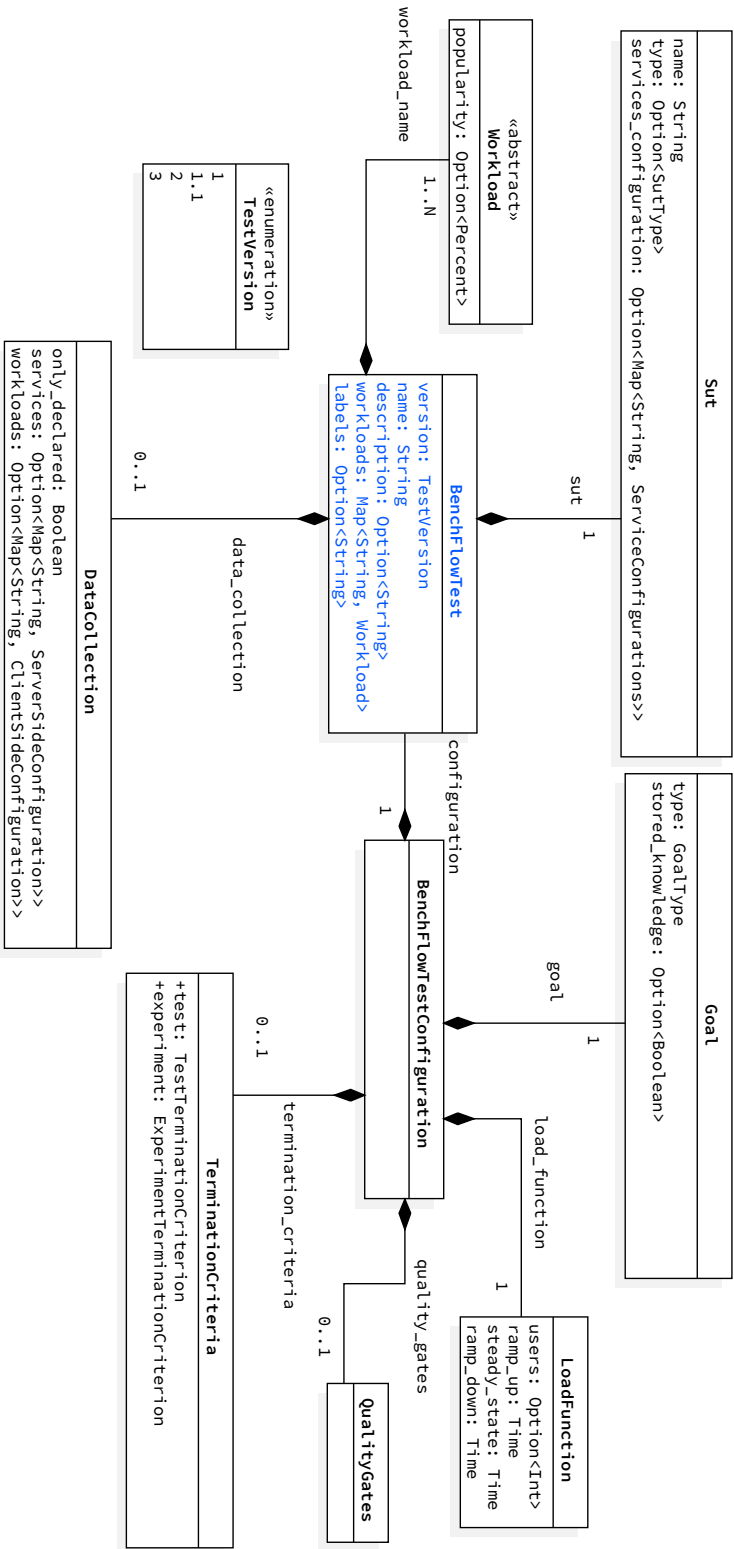 Sut
name: String
type: Option<SutType>
services_configuration: Option<Map<String, ServiceConfigurations>>
Goal
type: GoalType
stored_knowledge: Option<Boolean>
«abstract»
Workload
popularity: Option<Percent>
workload_name
1..N
sut
1
goal
1
load_function
1
LoadFunction
users: Option<Int>
ramp_up: Time
steady_state: Time
ramp_down: Time
BenchFlowTest
version: TestVersion
name: String
description: Option<String>
workloads: Map<String, Workload>
labels: Option<String>
configuration
1
BenchFlowTestConfiguration
quality_gates
0..1
QualityGates
«enumeration»
TestVersion
1
1.1
2
3
data_collection
0..1
termination_criteria
0..1
DataCollection
only_declared: Boolean
services: Option<Map<String, ServerSideConfiguration>>
workloads: Option<Map<String, ClientSideConfiguration>>
TerminationCriteria
+test: TestTerminationCriterion
+experiment: ExperimentTerminationCriterion